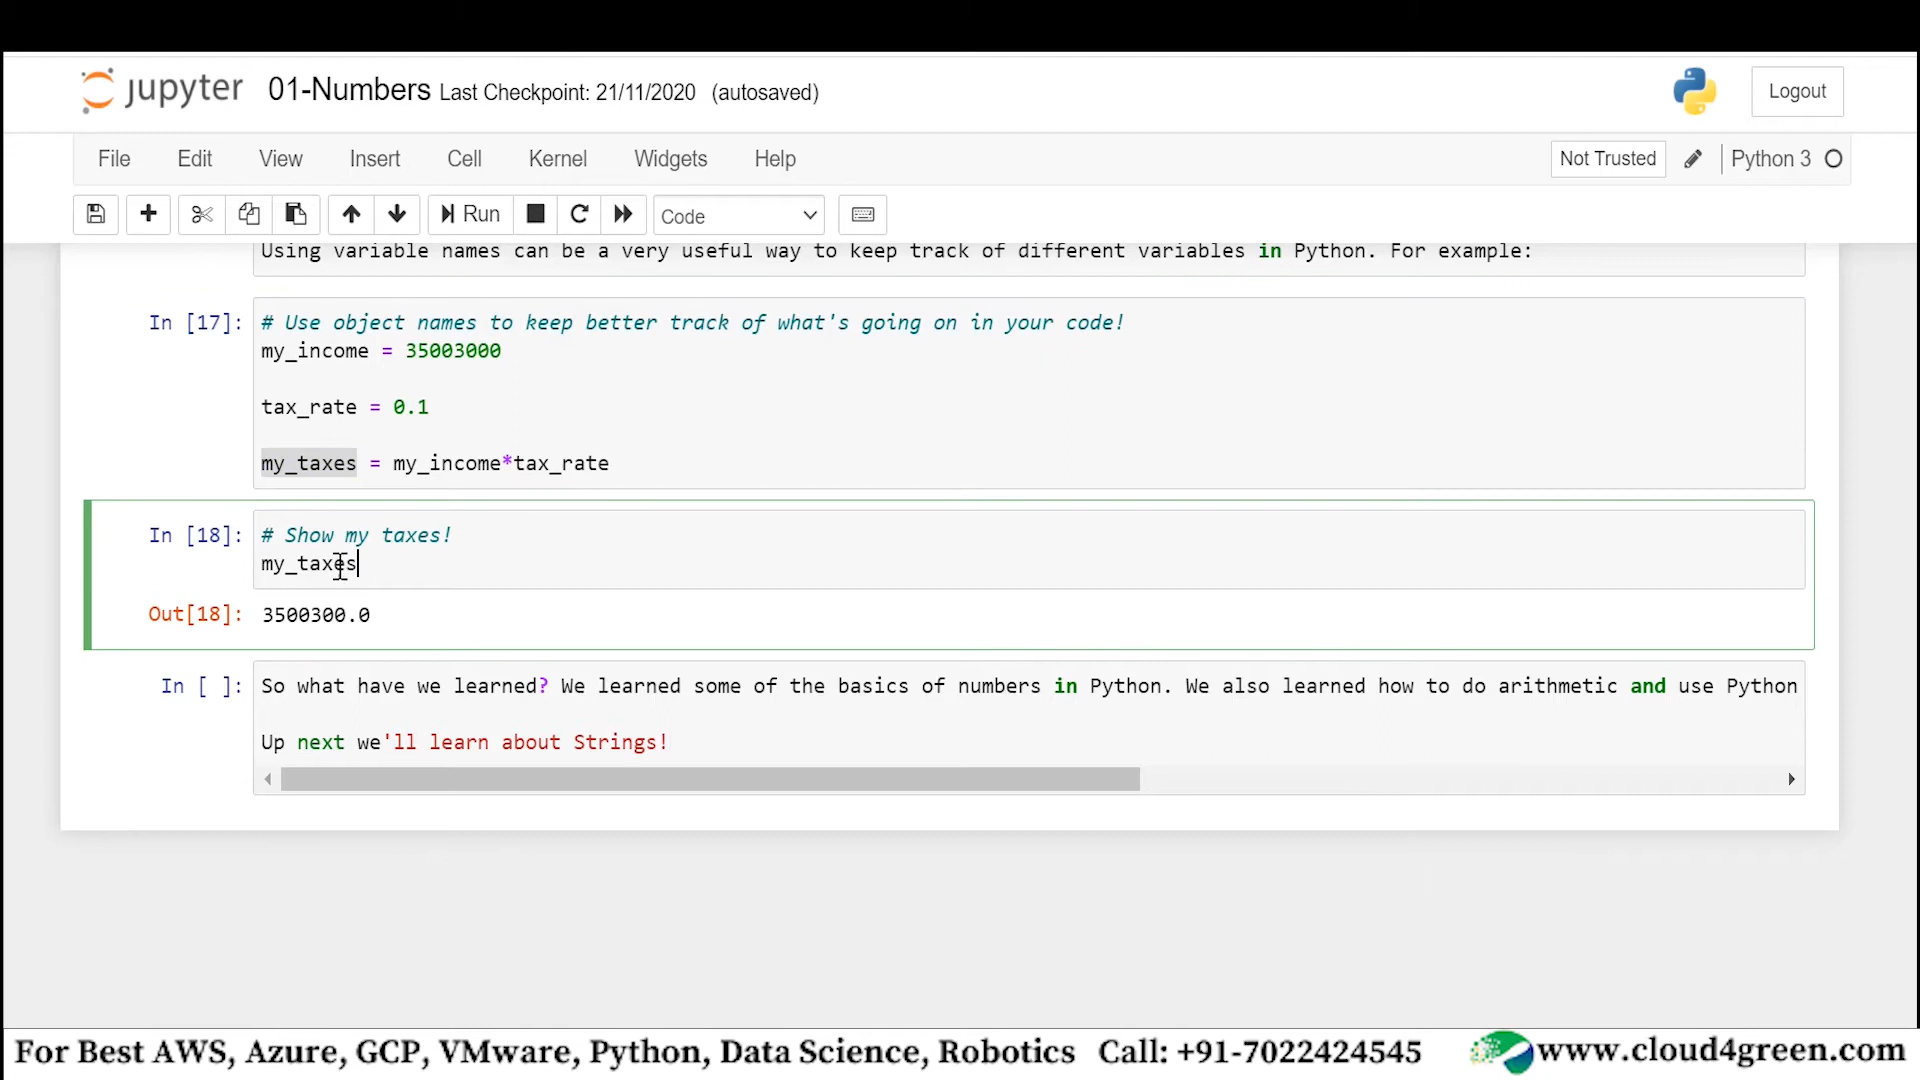 jupyter 01-Numbers Last Checkpoint: 21/11/2020 (autosaved) Logout
File Edit View Insert Cell Kernel Widgets Help Not Trusted Python 3
Run Code
Using variable names can be a very useful way to keep track of different variables in Python. For example:
In [17]: # Use object names to keep better track of what's going on in your code!
my_income = 35003000
tax_rate = 0.1
my_taxes = my_income*tax_rate
In [18]: # Show my taxes!
my_taxes
Out[18]: 3500300.0
In [ ]: So what have we learned? We learned some of the basics of numbers in Python. We also learned how to do arithmetic and use Python
Up next we'll learn about Strings!
For Best AWS, Azure, GCP, VMware, Python, Data Science, Robotics Call: +91-7022424545 www.cloud4green.com